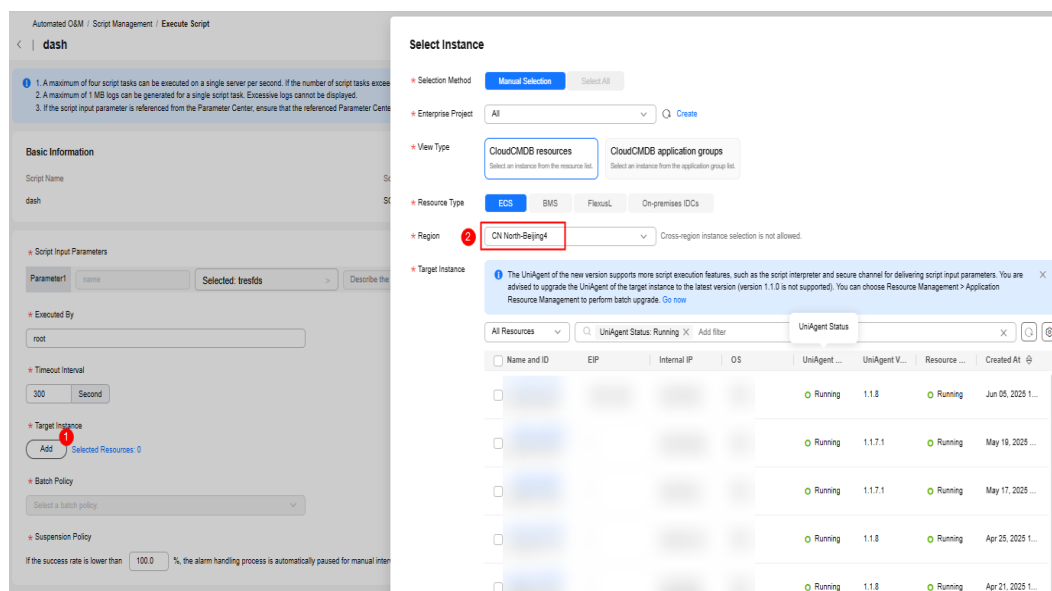 Automated O&M / Script Management / Execute Script
< | dash
1. A maximum of four script tasks can be executed on a single server per second. If the number of script tasks excee
2. A maximum of 1 MB logs can be generated for a single script task. Excessive logs cannot be displayed.
3. If the script input parameter is referenced from the Parameter Center, ensure that the referenced Parameter Cente
Basic Information
Script Name
Sc
dash
SC
* Script Input Parameters
Parameter1 name Selected: tresfds > Describe the
* Executed By
root
* Timeout Interval
300 Second
* Target Instance
1
Add Selected Resources: 0
* Batch Policy
Select a batch policy
* Suspension Policy
If the success rate is lower than 100.0 %, the alarm handling process is automatically paused for manual inter
Select Instance
* Selection Method Manual Selection Select All
* Enterprise Project All Create
* View Type
CloudCMDB resources
Select an instance from the resource list.
CloudCMDB application groups
Select an instance from the application group list.
* Resource Type ECS BMS FlexusL On-premises IDCs
* Region 2 CN North-Beijing4 Cross-region instance selection is not allowed.
* Target Instance
The UniAgent of the new version supports more script execution features, such as the script interpreter and secure channel for delivering script input parameters. You are
advised to upgrade the UniAgent of the target instance to the latest version (version 1.1.0 is not supported). You can choose Resource Management > Application
Resource Management to perform batch upgrade. Go now
All Resources UniAgent Status: Running X Add filter
UniAgent Status
Name and ID EIP Internal IP OS UniAgent ... UniAgent V... Resource ... Created At
Running 1.1.8 Running Jun 05, 2025 1...
Running 1.1.7.1 Running May 19, 2025 ...
Running 1.1.7.1 Running May 17, 2025 ...
Running 1.1.8 Running Apr 25, 2025 1...
Running 1.1.8 Running Apr 21, 2025 1...